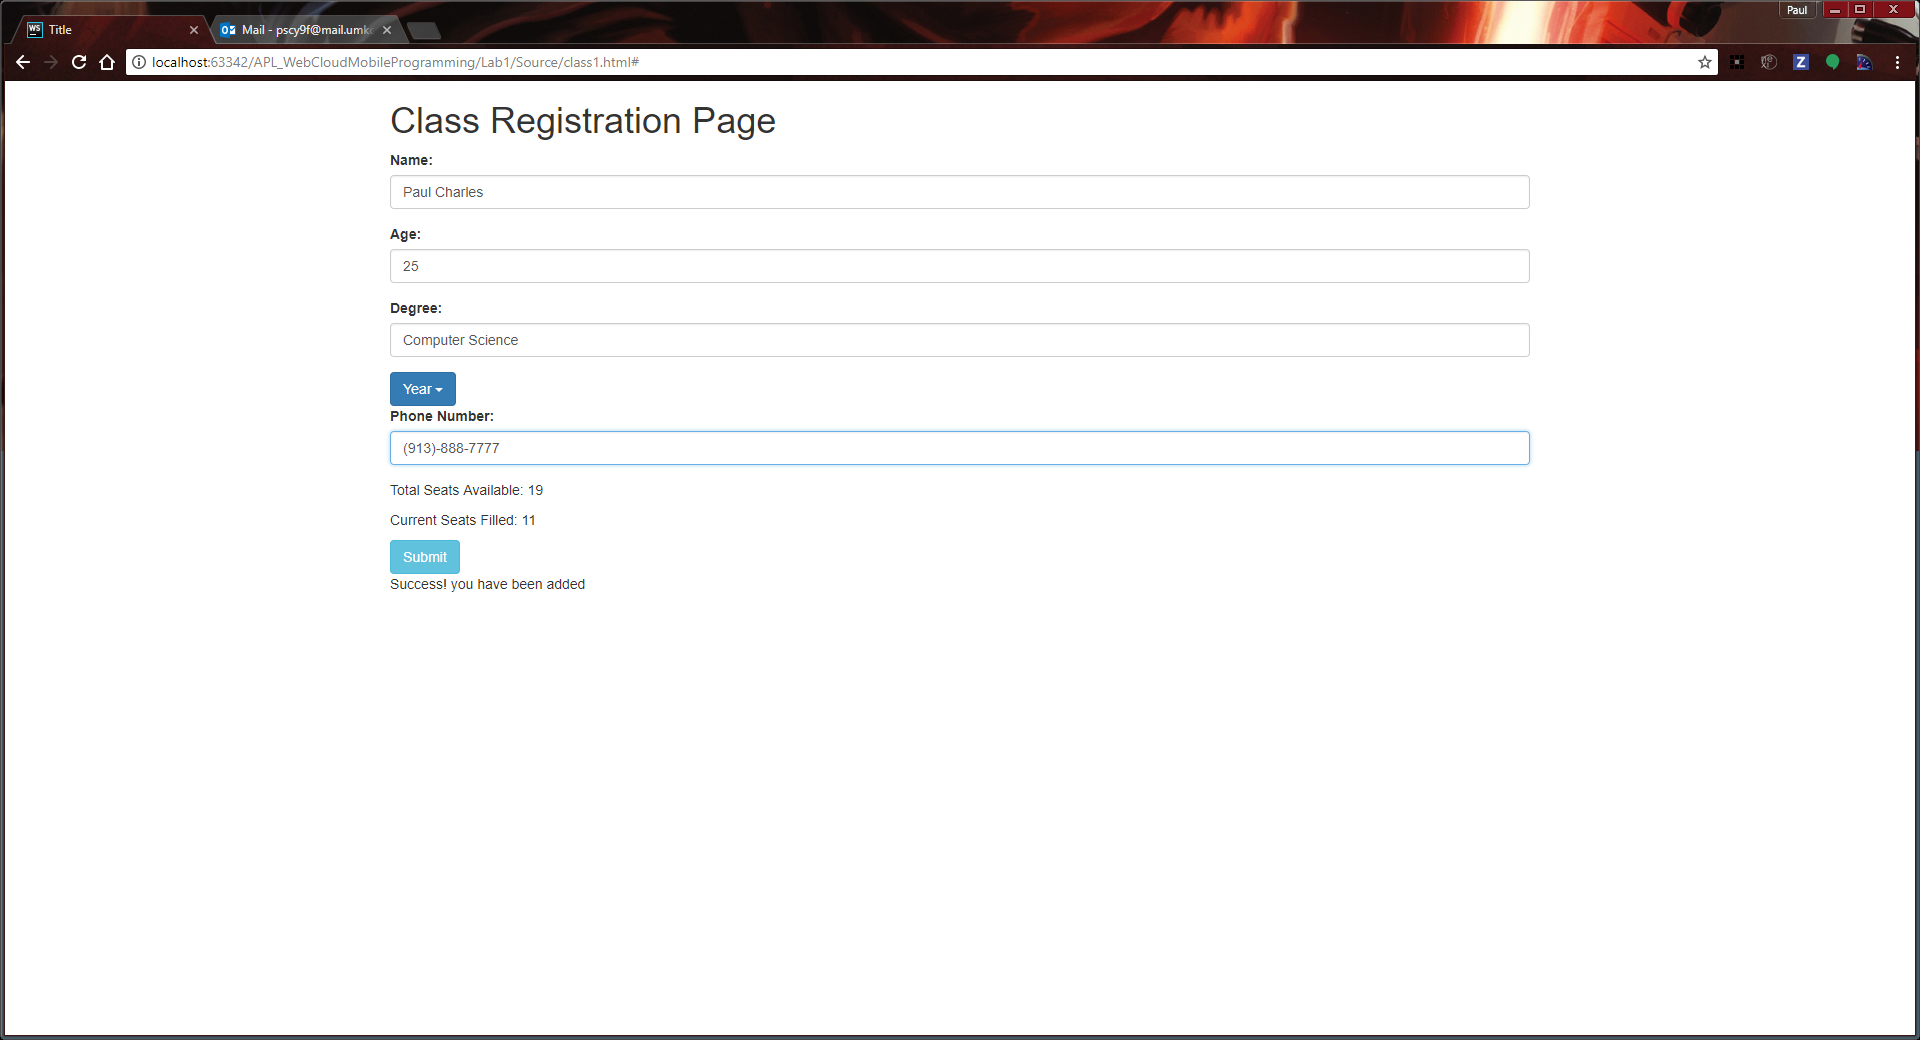 Paul
WS Title
Mail - pscy9f@mail.umk
localhost:63342/APL_WebCloudMobileProgramming/Lab1/Source/class1.html#
Z
Class Registration Page
Name:
Paul Charles
Age:
25
Degree:
Computer Science
Year
Phone Number:
(913)-888-7777
Total Seats Available: 19
Current Seats Filled: 11
Submit
Success! you have been added